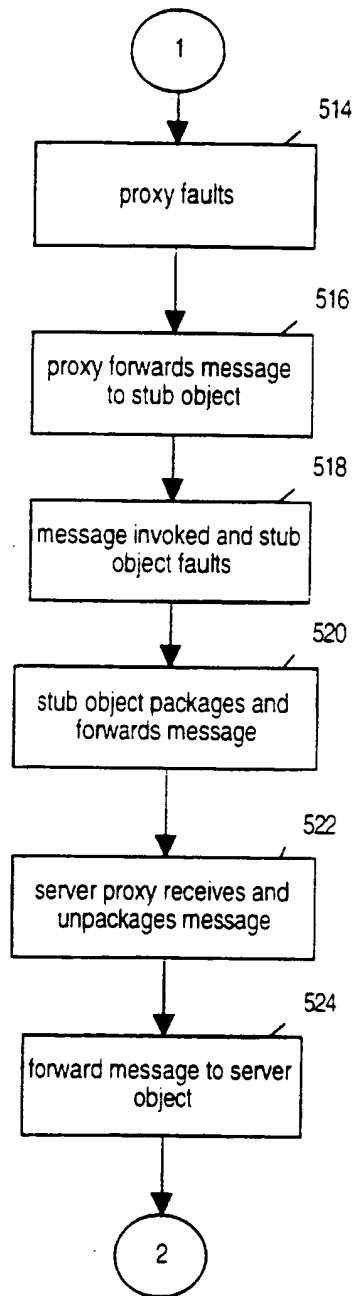 1
514
proxy faults
516
proxy forwards message
to stub object
518
message invoked and stub
object faults
520
stub object packages and
forwards message
522
server proxy receives and
unpackages message
524
forward message to server
object
2